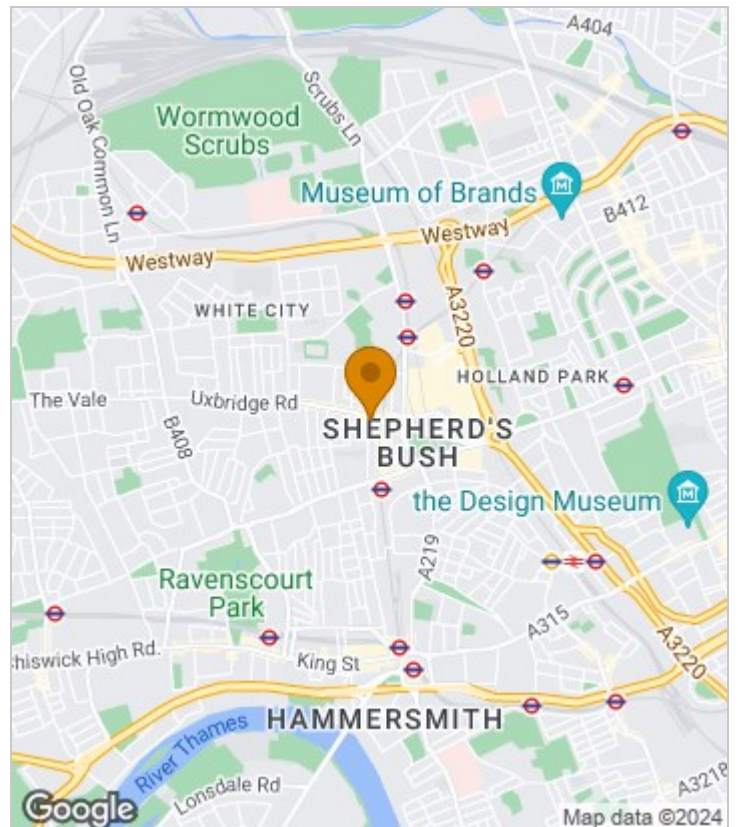 A404
Old Oak Common Ln
Scrubs Ln
Wormwood
Scrubs
Museum of Brands
B412
Westway
Westway
WHITE CITY
A3220
HOLLAND PARK
The Vale
Uxbridge Rd
B408
SHEPHERD'S
BUSH
the Design Museum
A219
Ravenscourt
Park
A315
hiswick High Rd.
King St
A3220
HAMMERSMITH
River Thames
Lonsdale Rd
A3218
Google
Map data ©2024